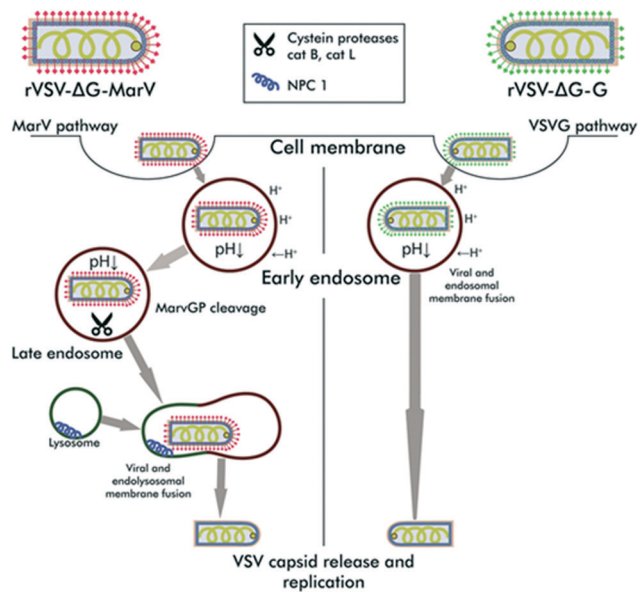 rVSV-ΔG-MarV
Cystein proteases
cat B, cat L
NPC 1
rVSV-ΔG-G
MarV pathway
VSVG pathway
Cell membrane
H⁺
H⁺
pH↓
←H⁺
H⁺
H⁺
pH↓
←H⁺
Early endosome
Viral and
endosomal
membrane fusion
pH↓
MarvGP cleavage
Late endosome
Lysosome
Viral and
endolysosomal
membrane fusion
VSV capsid release and
replication